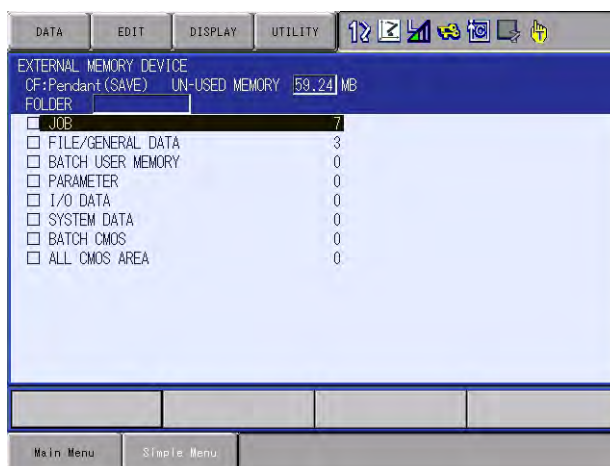 DATA EDIT DISPLAY UTILITY
EXTERNAL MEMORY DEVICE
CF:Pendant(SAVE) UN-USED MEMORY 59.24 MB
FOLDER
JOB 7
FILE/GENERAL DATA 3
BATCH USER MEMORY 0
PARAMETER 0
I/O DATA 0
SYSTEM DATA 0
BATCH CMOS 0
ALL CMOS AREA 0
Main Menu Simple Menu